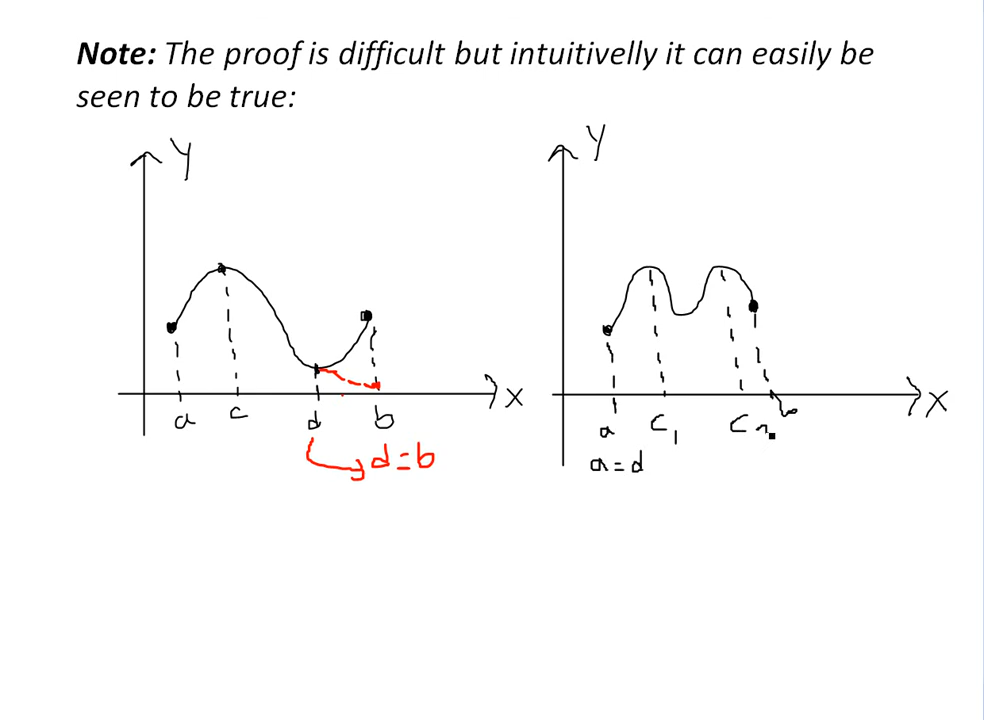 Note: The proof is difficult but intuitivelly it can easily be
seen to be true:
Y
Y
a c d b
X
d=b
a C1 C2 b
X
a=d